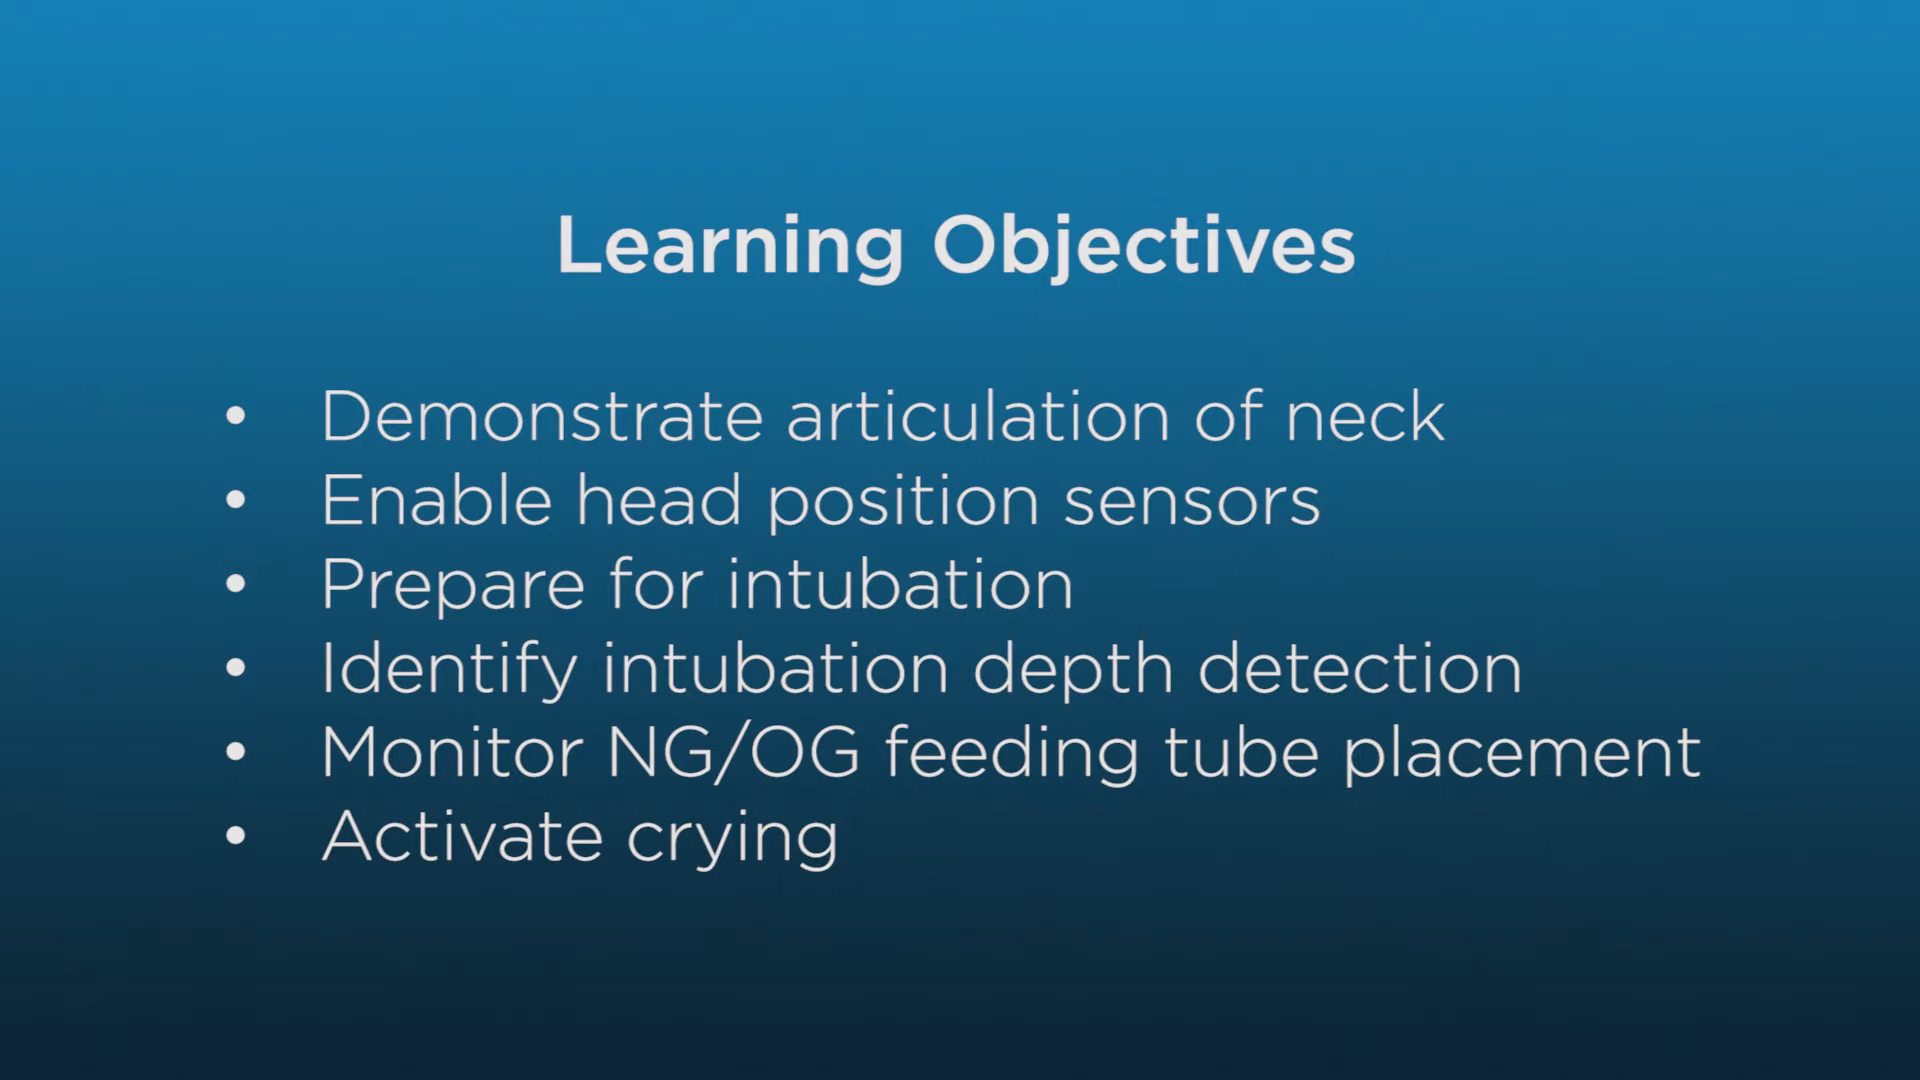 Learning Objectives
• Demonstrate articulation of neck
• Enable head position sensors
• Prepare for intubation
• Identify intubation depth detection
• Monitor NG/OG feeding tube placement
• Activate crying